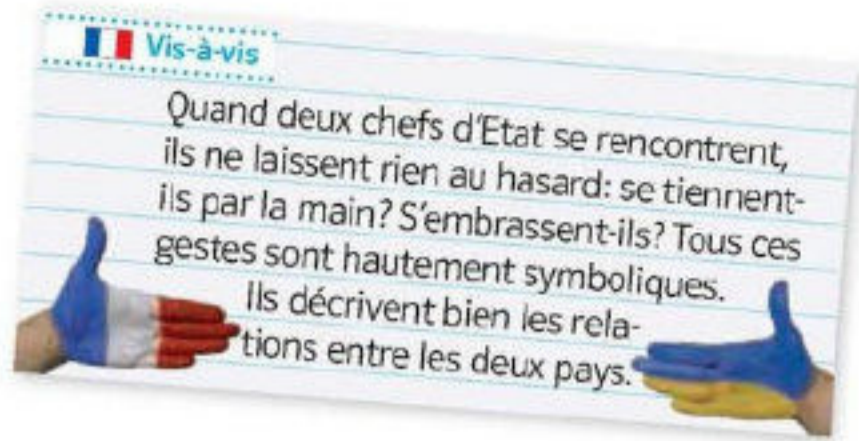 Vis-à-vis
Quand deux chefs d'Etat se rencontrent,
ils ne laissent rien au hasard: se tiennent-
ils par la main? S'embrassent-ils? Tous ces
gestes sont hautement symboliques.
Ils décrivent bien les rela-
tions entre les deux pays.